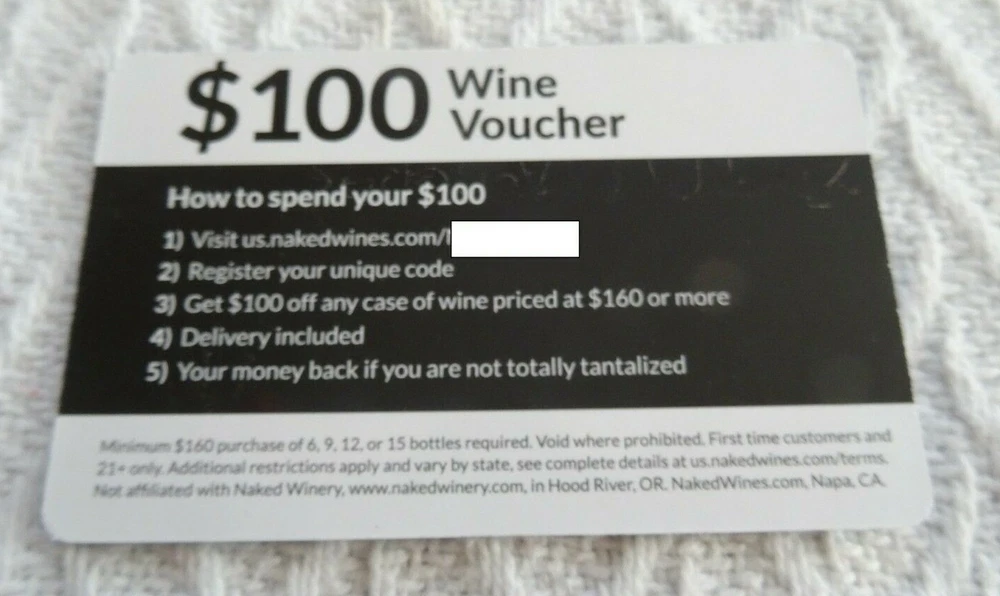 $100 Wine
Voucher
How to spend your $100
1) Visit us.nakedwines.com/
2) Register your unique code
3) Get $100 off any case of wine priced at $160 or more
4) Delivery included
5) Your money back if you are not totally tantalized
Minimum $160 purchase of 6, 9, 12, or 15 bottles required. Void where prohibited. First time customers and
21+ only. Additional restrictions apply and vary by state, see complete details at us.nakedwines.com/terms.
Not affiliated with Naked Winery, www.nakedwinery.com, in Hood River, OR. NakedWines.com, Napa, CA.